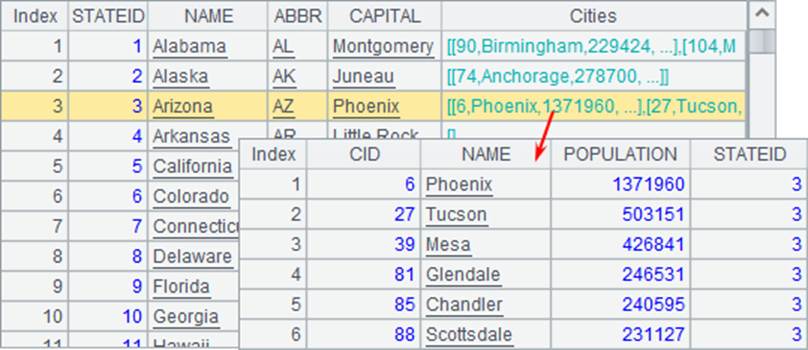 Index STATEID NAME ABBR CAPITAL Cities
1 1 Alabama AL Montgomery [[90,Birmingham,229424, ...],[104,M
2 2 Alaska AK Juneau [[74,Anchorage,278700, ...]]
3 3 Arizona AZ Phoenix [[6,Phoenix,1371960, ...],[27,Tucson,
4 4 Arkansas AR Little Rock []
5 5 California
6 6 Colorado
7 7 Connecticu
8 8 Delaware
9 9 Florida
10 10 Georgia
11 11 Hawaii
Index CID NAME POPULATION STATEID
1 6 Phoenix 1371960 3
2 27 Tucson 503151 3
3 39 Mesa 426841 3
4 81 Glendale 246531 3
5 85 Chandler 240595 3
6 88 Scottsdale 231127 3